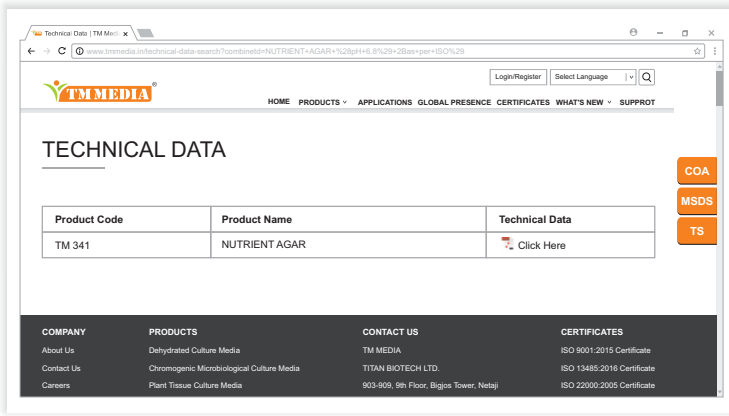 Technical Data | TM Medi x
www.tmmedia.in/technical-data-search?combinetd=NUTRIENT+AGAR+%28pH+6.8%29+2Bas+per+ISO%29
Login/Register Select Language
TM MEDIA®
HOME PRODUCTS APPLICATIONS GLOBAL PRESENCE CERTIFICATES WHAT'S NEW SUPPROT
TECHNICAL DATA
COA
MSDS
TS
Product Code Product Name Technical Data
TM 341 NUTRIENT AGAR Click Here
COMPANY PRODUCTS CONTACT US CERTIFICATES
About Us Dehydrated Culture Media TM MEDIA ISO 9001:2015 Certificate
Contact Us Chromogenic Microbiological Culture Media TITAN BIOTECH LTD. ISO 13485:2016 Certificate
Careers Plant Tissue Culture Media 903-909, 9th Floor, Bigjos Tower, Netaji ISO 22000:2005 Certificate